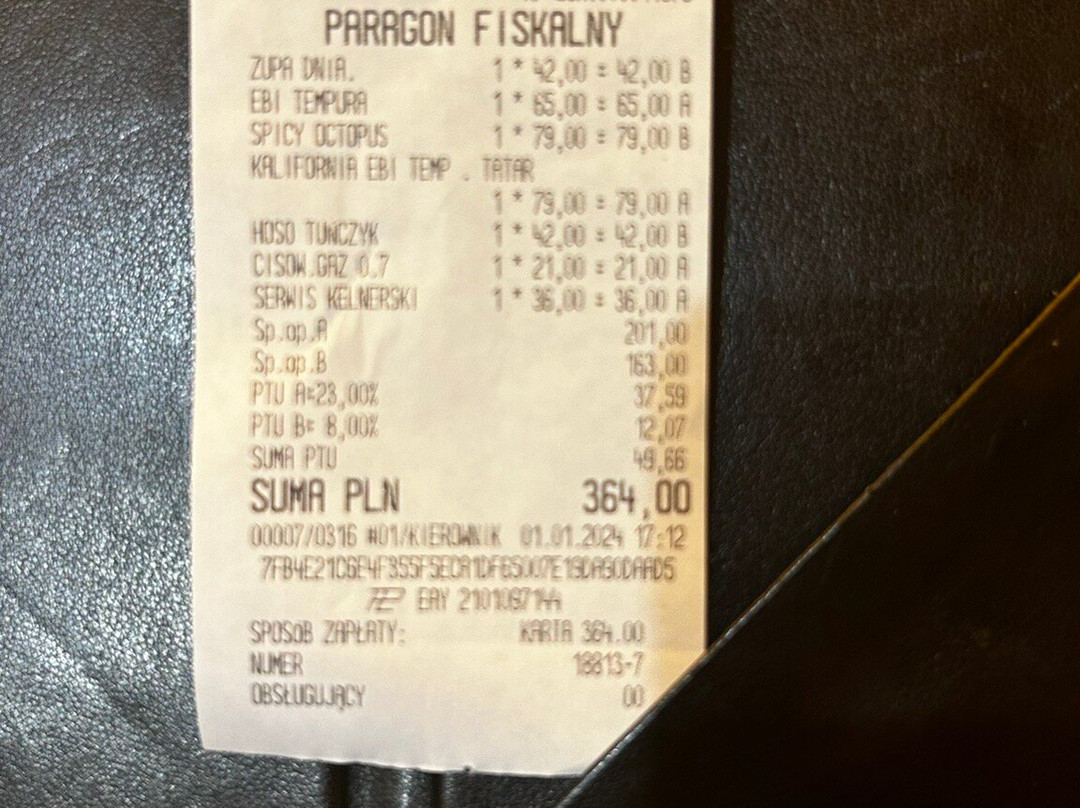 PARAGON FISKALNY
ZUPA DNIA. 1 * 42,00 = 42,00 B
EBI TEMPURA 1 * 65,00 = 65,00 A
SPICY OCTOPUS 1 * 79,00 = 79,00 B
KALIFORNIA EBI TEMP . TATAR
1 * 79,00 = 79,00 A
HOSO TUŃCZYK 1 * 42,00 = 42,00 B
CISOW.GAZ 0.7 1 * 21,00 = 21,00 A
SERWIS KELNERSKI 1 * 36,00 = 36,00 A
Sp.op.A 201,00
Sp.op.B 163,00
PTU A=23,00% 37,59
PTU B= 8,00% 12,07
SUMA PTU 49,66
SUMA PLN 364,00
00007/0316 #01/KIEROWNIK 01.01.2024 17:12
EAY 2101097144
SPOSÓB ZAPŁATY: KARTA 364.00
NUMER 18813-7
OBSŁUGUJĄCY 00